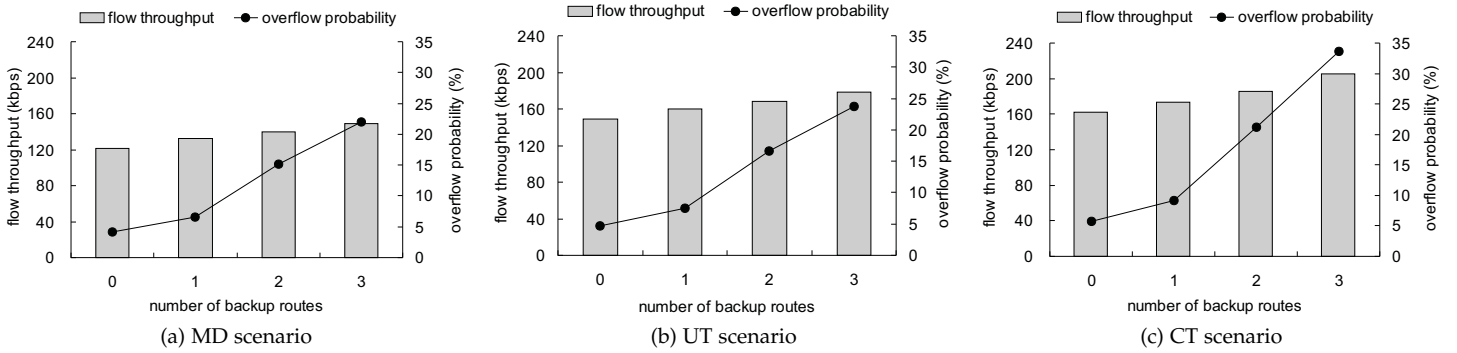 flow throughput overflow probability
flow throughput (kbps)
240
200
160
120
80
40
0
35
30
25
20
15
10
5
0
overflow probability (%)
0 1 2 3
number of backup routes
(a) MD scenario
flow throughput overflow probability
flow throughput (kbps)
240
200
160
120
80
40
0
35
30
25
20
15
10
5
0
overflow probability (%)
0 1 2 3
number of backup routes
(b) UT scenario
flow throughput overflow probability
flow throughput (kbps)
240
200
160
120
80
40
0
35
30
25
20
15
10
5
0
overflow probability (%)
0 1 2 3
number of backup routes
(c) CT scenario